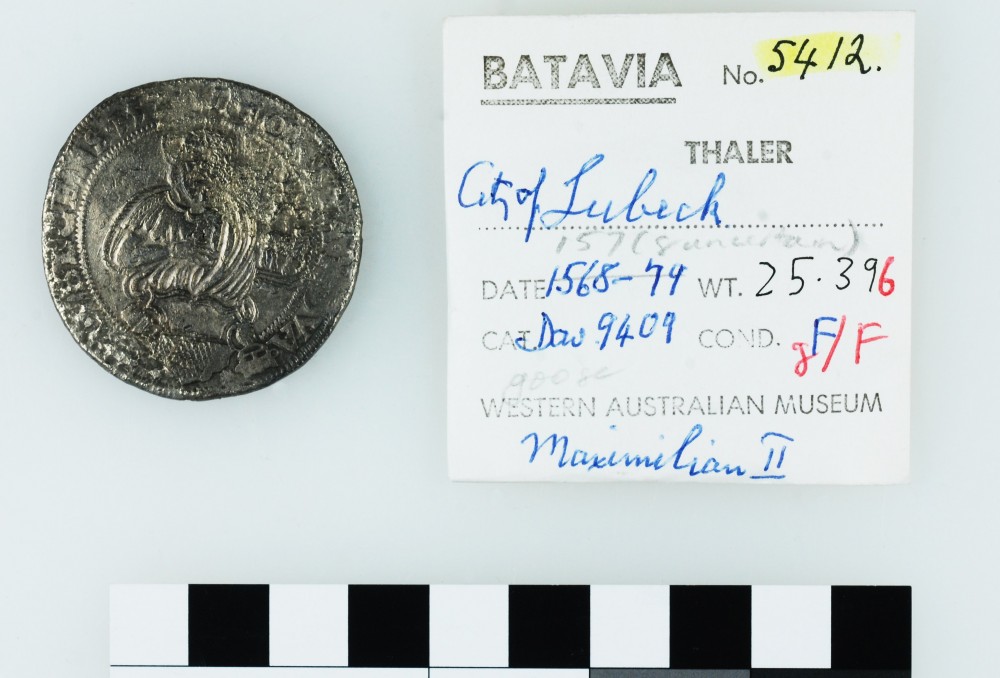 BATAVIA No. 5412.
THALER
City of Lubeck
157 (8 uncertain)
DATE 1568-74 WT. 25.396
CAT. Dav. 9409 COND. gF/F
goose
WESTERN AUSTRALIAN MUSEUM
Maximilian II